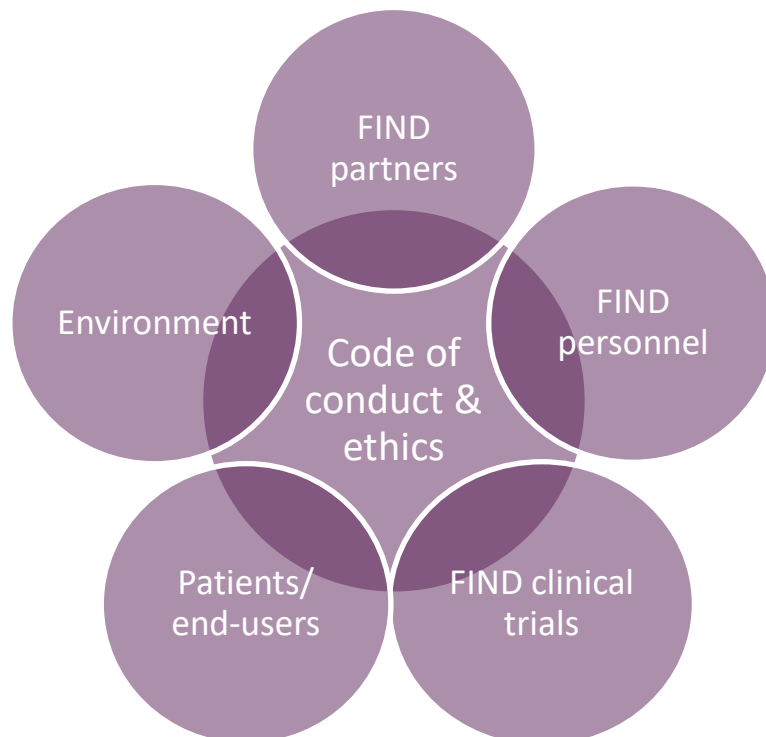 FIND
partners
FIND
personnel
Environment
Code of
conduct &
ethics
Patients/
end-users
FIND clinical
trials